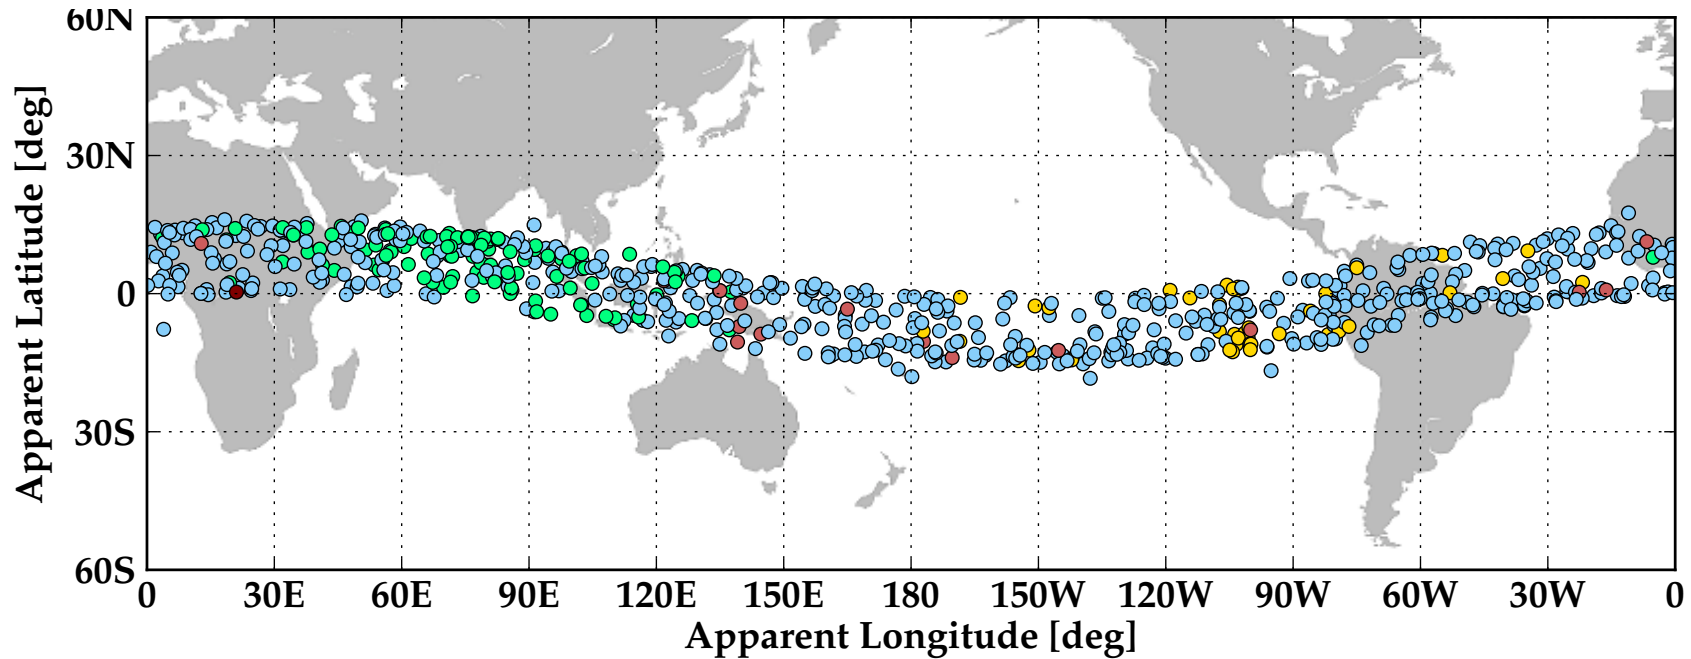 60N
30N
0
30S
60S
Apparent Latitude [deg]
0 30E 60E 90E 120E 150E 180 150W 120W 90W 60W 30W 0
Apparent Longitude [deg]